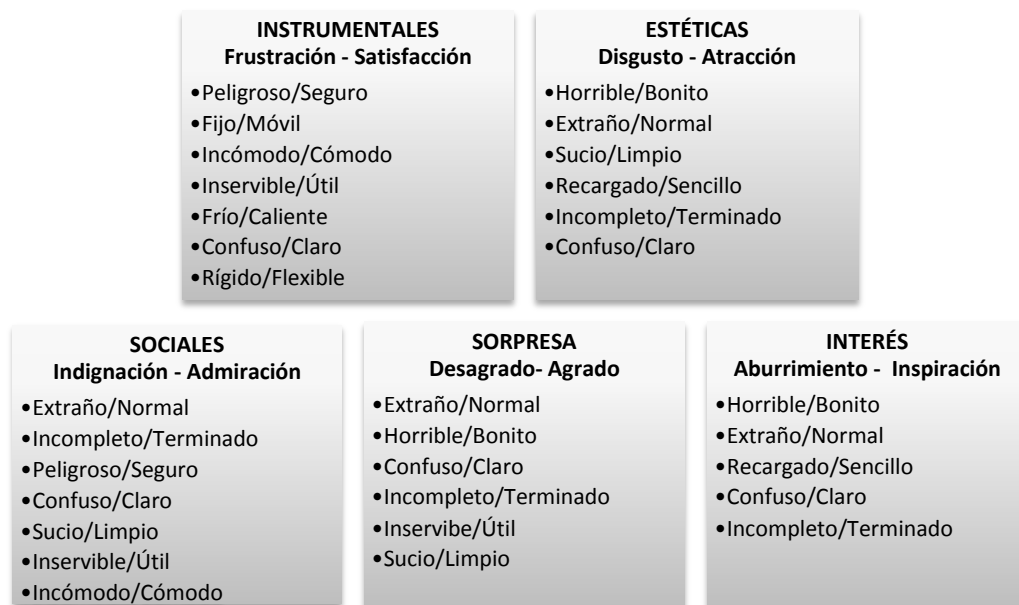 INSTRUMENTALES
Frustración - Satisfacción
•Peligroso/Seguro
•Fijo/Móvil
•Incómodo/Cómodo
•Inservible/Útil
•Frío/Caliente
•Confuso/Claro
•Rígido/Flexible
ESTÉTICAS
Disgusto - Atracción
•Horrible/Bonito
•Extraño/Normal
•Sucio/Limpio
•Recargado/Sencillo
•Incompleto/Terminado
•Confuso/Claro
SOCIALES
Indignación - Admiración
•Extraño/Normal
•Incompleto/Terminado
•Peligroso/Seguro
•Confuso/Claro
•Sucio/Limpio
•Inservible/Útil
•Incómodo/Cómodo
SORPRESA
Desagrado- Agrado
•Extraño/Normal
•Horrible/Bonito
•Confuso/Claro
•Incompleto/Terminado
•Inservibe/Útil
•Sucio/Limpio
INTERÉS
Aburrimiento - Inspiración
•Horrible/Bonito
•Extraño/Normal
•Recargado/Sencillo
•Confuso/Claro
•Incompleto/Terminado